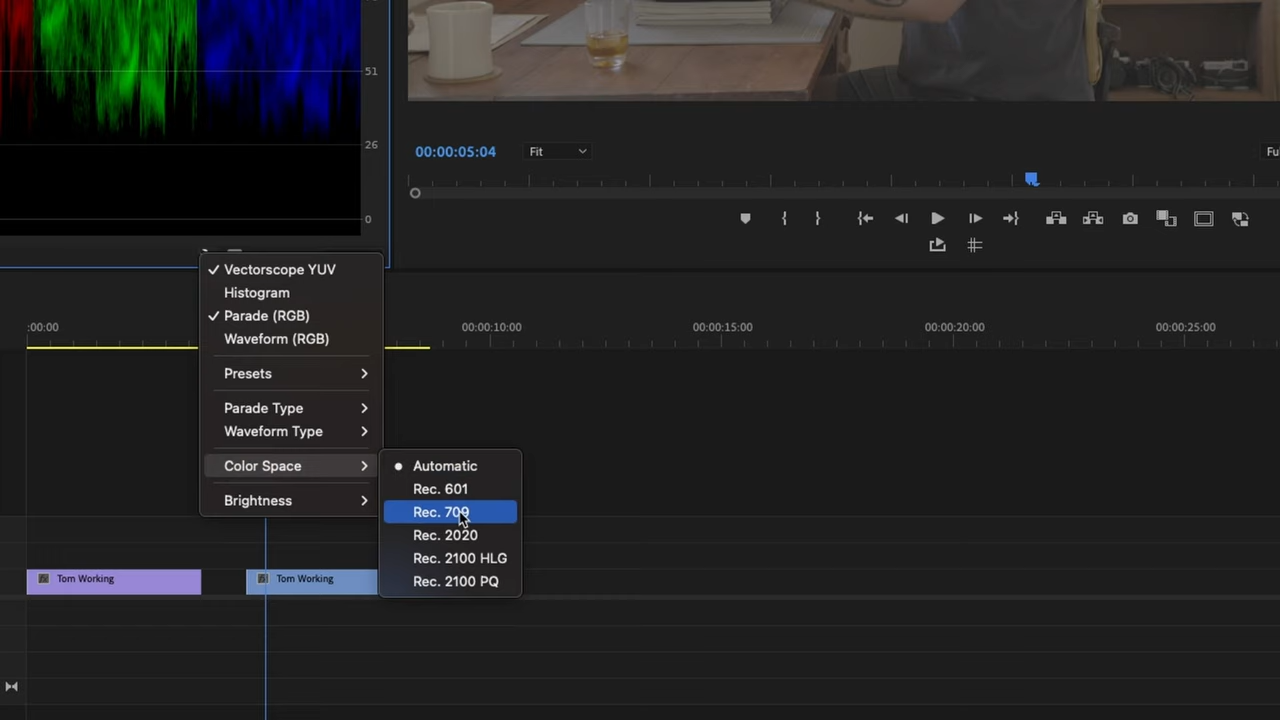 51
26
0
00:00:05:04
Fit
Fu
:00:00
00:00:10:00
00:00:15:00
00:00:20:00
00:00:25:00
Vectorscope YUV
Histogram
Parade (RGB)
Waveform (RGB)
Presets
Parade Type
Waveform Type
Color Space
Brightness
Automatic
Rec. 601
Rec. 709
Rec. 2020
Rec. 2100 HLG
Rec. 2100 PQ
Tom Working
Tom Working